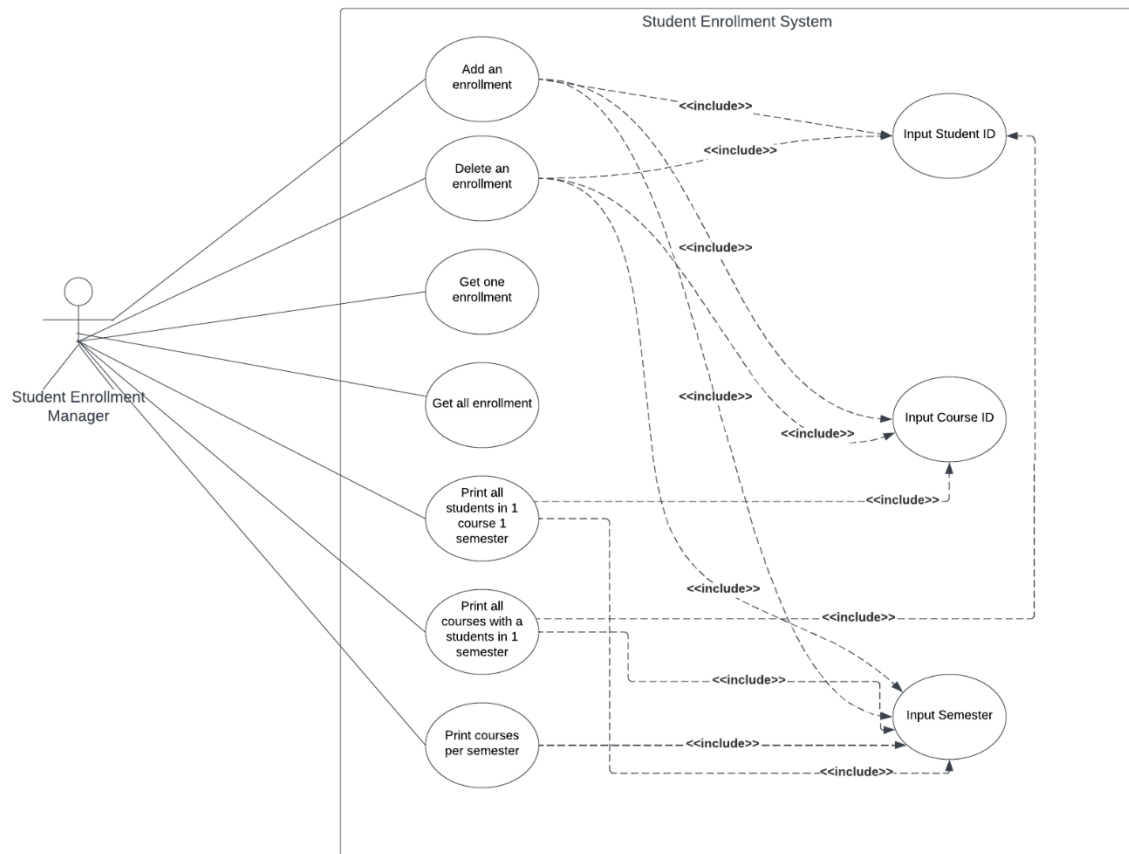 Student Enrollment System
Add an
enrollment
<<include>>
Input Student ID
<<include>>
Delete an
enrollment
<<include>>
Get one
enrollment
Student Enrollment
Manager
Get all enrollment
<<include>>
Input Course ID
<<include>>
Print all
students in 1
course 1
semester
<<include>>
<<include>>
Print all
courses with a
students in 1
semester
<<include>>
<<include>>
Input Semester
Print courses
per semester
<<include>>
<<include>>